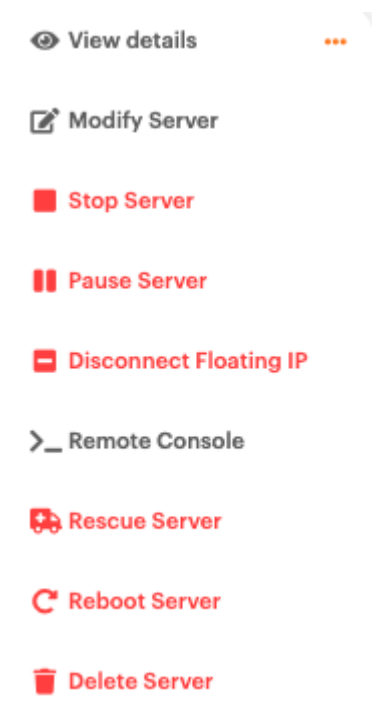 View details
Modify Server
Stop Server
Pause Server
Disconnect Floating IP
Remote Console
Rescue Server
Reboot Server
Delete Server